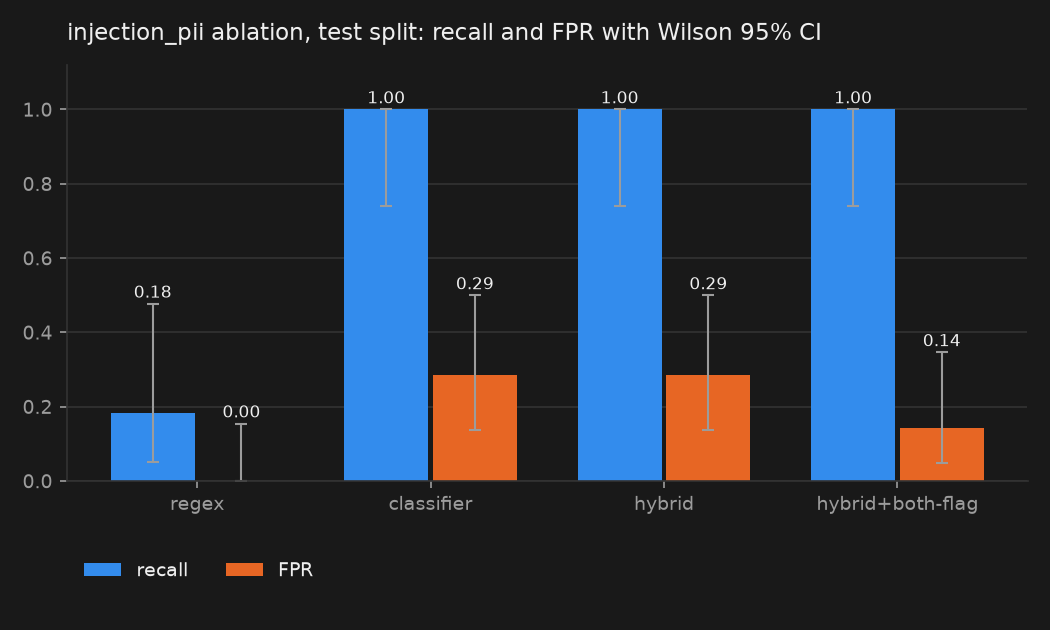 injection_pii ablation, test split: recall and FPR with Wilson 95% CI
1.00
1.00
1.00
1.0
0.8
0.6
0.4
0.2
0.0
0.18
0.00
0.29
0.29
0.14
regex
classifier
hybrid
hybrid+both-flag
recall
FPR